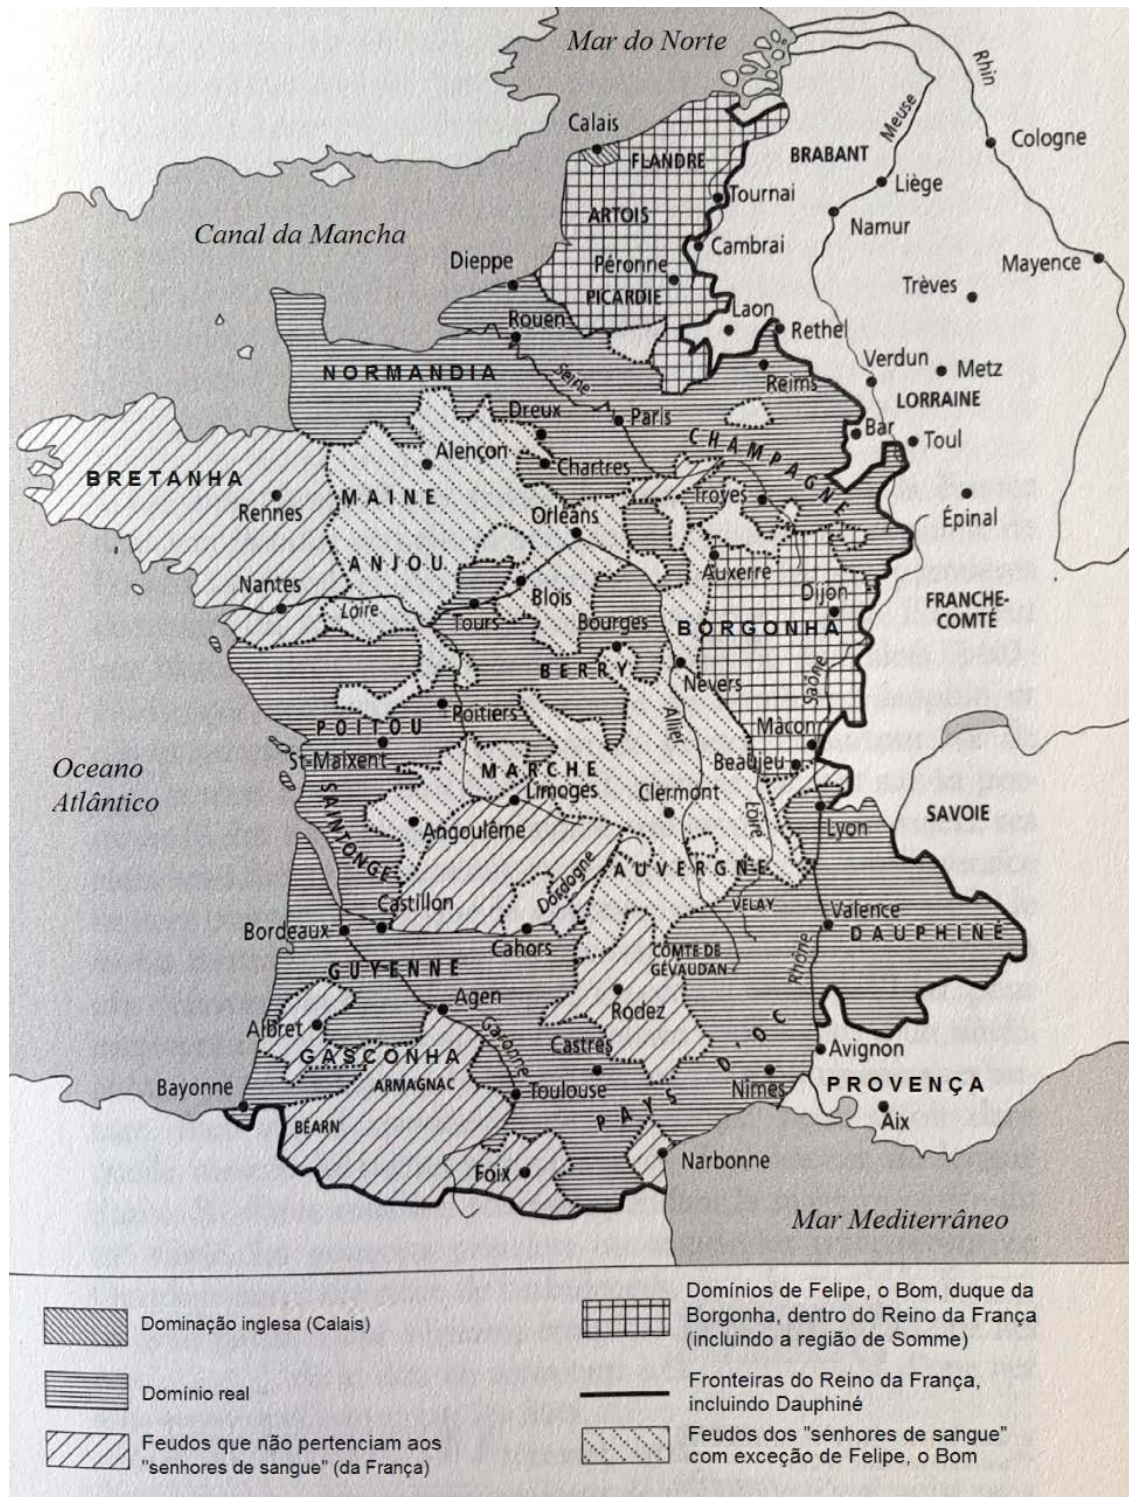 Mar do Norte
Rhin
Calais
Meuse
Cologne
FLANDRE
BRABANT
Tournai
Liège
ARTOIS
Namur
Canal da Mancha
Cambrai
Dieppe
Péronne
Mayence
Trèves
PICARDIE
Laon
Rouen
Rethel
Verdun
Metz
NORMANDIA
Seine
Reims
LORRAINE
Dreux
Paris
Bar
Toul
Alençon
CHAMPAGNE
Chartres
BRETANHA
MAINE
Troyes
Rennes
Orléans
Épinal
ANJOU
Auxerre
Nantes
Blois
Dijon
FRANCHE-
COMTÉ
Loire
Tours
Bourges
BORGONHA
BERRY
Nevers
Saône
Allier
POITOU
Poitiers
Mâcon
St-Maixent
Beaujeu
Oceano
Atlântico
MARCHE
Limoges
Clermont
Loire
SAVOIE
SAINTONGE
Angoulême
Lyon
AUVERGNE
Dordogne
Castillon
VELAY
Valence
Bordeaux
DAUPHINÉ
Cahors
CÔMTE DE
GÉVAUDAN
Rhône
GUYENNE
Agen
Rodez
Albret
Garonne
Castres
PAYS D'OC
Avignon
GASCONHA
ARMAGNAC
Bayonne
Toulouse
Nîmes
PROVENÇA
Aix
BÉARN
Foix
Narbonne
Mar Mediterrâneo
Dominação inglesa (Calais)
Domínio real
Feudos que não pertenciam aos
"senhores de sangue" (da França)
Domínios de Felipe, o Bom, duque da
Borgonha, dentro do Reino da França
(incluindo a região de Somme)
Fronteiras do Reino da França,
incluindo Dauphiné
Feudos dos "senhores de sangue"
com exceção de Felipe, o Bom